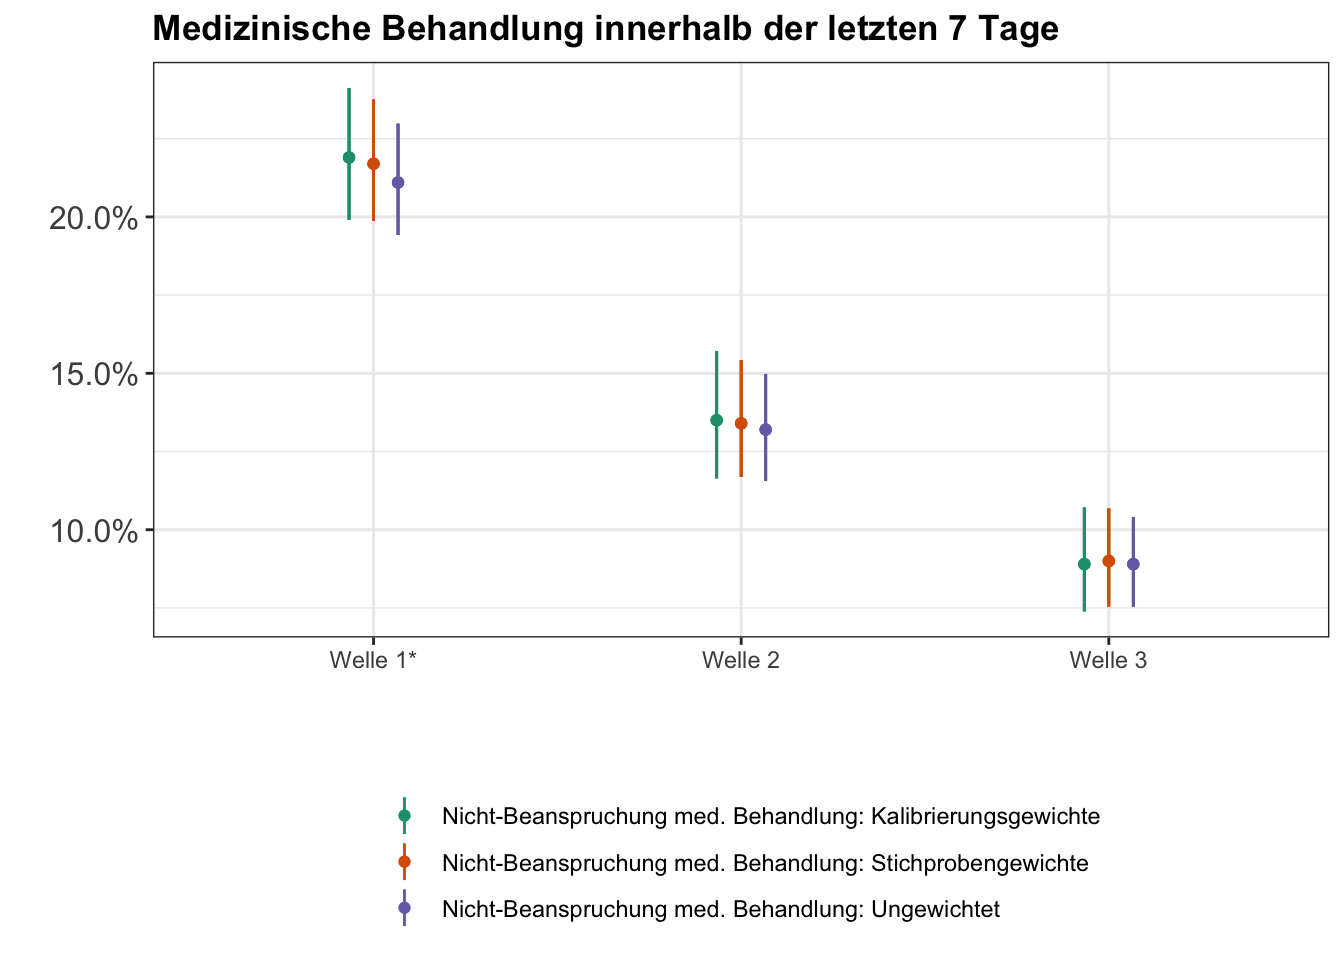 Medizinische Behandlung innerhalb der letzten 7 Tage
20.0%
15.0%
10.0%
Welle 1*
Welle 2
Welle 3
Nicht-Beanspruchung med. Behandlung: Kalibrierungsgewichte
Nicht-Beanspruchung med. Behandlung: Stichprobengewichte
Nicht-Beanspruchung med. Behandlung: Ungewichtet